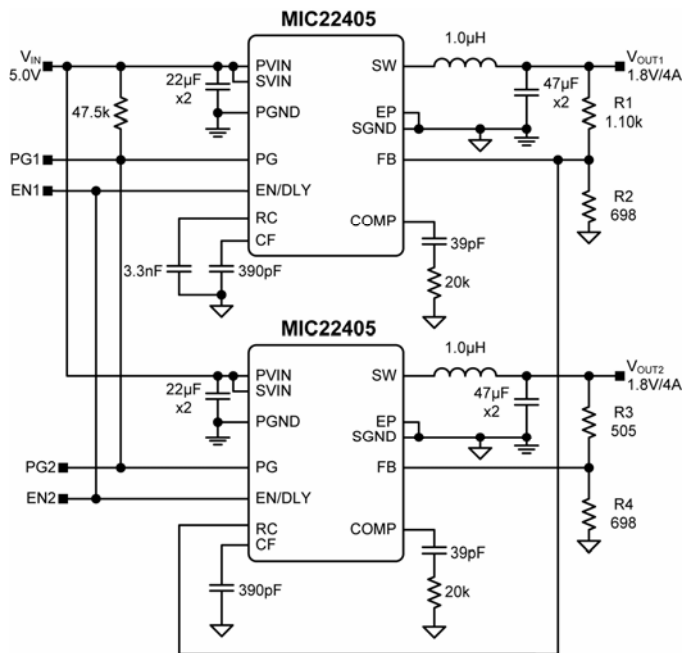 MIC22405
VIN
5.0V
47.5k
22µF
x2
PVIN
SVIN
PGND
PG
EN/DLY
RC
CF
SW
EP
SGND
FB
COMP
1.0µH
47µF
x2
VOUT1
1.8V/4A
R1
1.10k
R2
698
PG1
EN1
3.3nF
390pF
39pF
20k
MIC22405
22µF
x2
PVIN
SVIN
PGND
PG
EN/DLY
RC
CF
SW
EP
SGND
FB
COMP
1.0µH
47µF
x2
VOUT2
1.8V/4A
R3
505
R4
698
PG2
EN2
390pF
39pF
20k